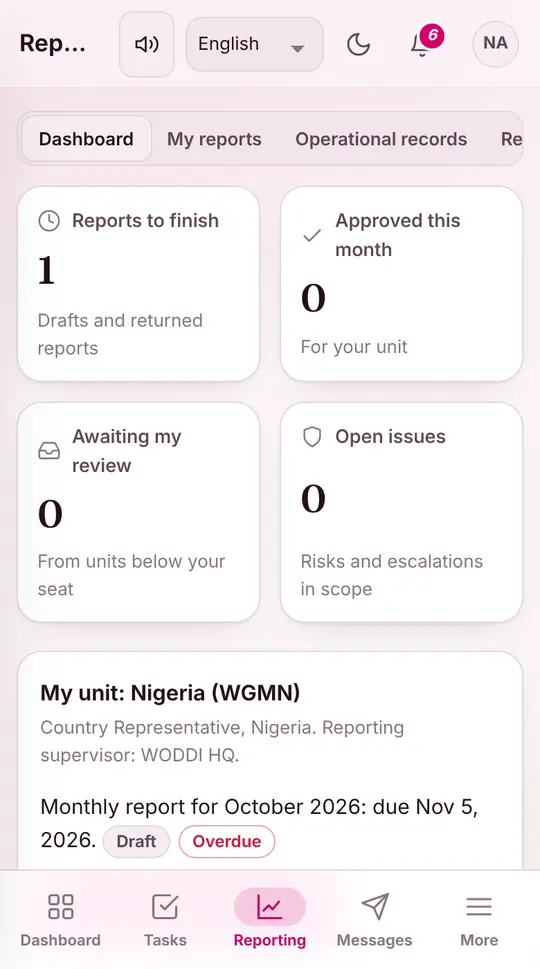 Rep...
English
6
NA
Dashboard
My reports
Operational records
Re
Reports to finish
1
Drafts and returned
reports
Approved this
month
0
For your unit
Awaiting my
review
0
From units below your
seat
Open issues
0
Risks and escalations
in scope
My unit: Nigeria (WGMN)
Country Representative, Nigeria. Reporting
supervisor: WODDI HQ.
Monthly report for October 2026: due Nov 5,
2026. Draft Overdue
Dashboard
Tasks
Reporting
Messages
More